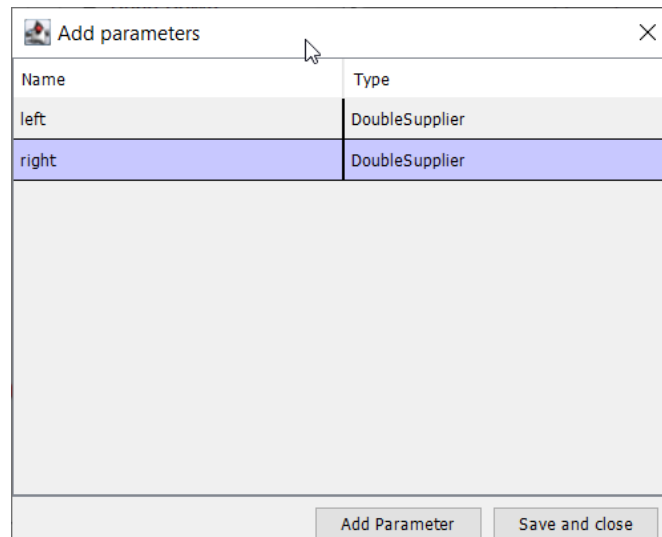 Add parameters
Name Type
left DoubleSupplier
right DoubleSupplier
Add Parameter Save and close